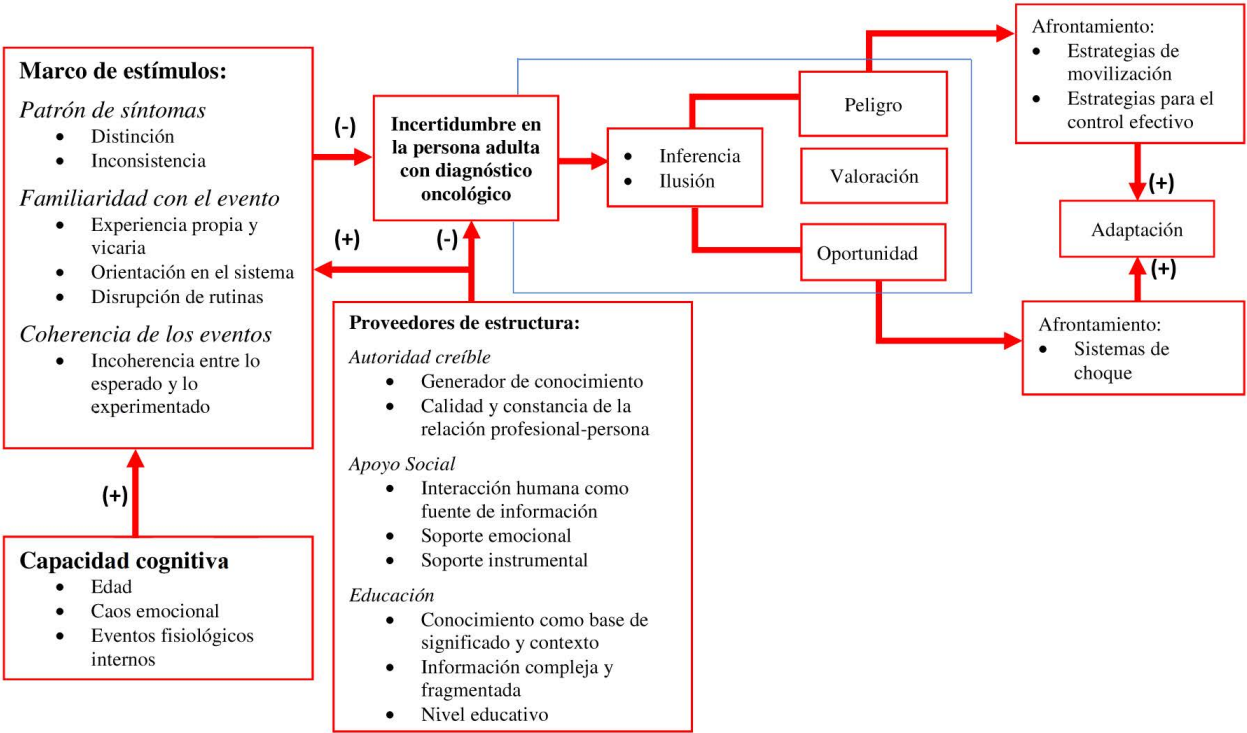 Marco de estímulos:
Patrón de síntomas
• Distinción
• Inconsistencia
Familiaridad con el evento
• Experiencia propia y
vicaria
• Orientación en el sistema
• Disrupción de rutinas
Coherencia de los eventos
• Incoherencia entre lo
esperado y lo
experimentado
(+)
Capacidad cognitiva
• Edad
• Caos emocional
• Eventos fisiológicos
internos
(-)
Incertidumbre en
la persona adulta
con diagnóstico
oncológico
(+)
(-)
Proveedores de estructura:
Autoridad creíble
• Generador de conocimiento
• Calidad y constancia de la
relación profesional-persona
Apoyo Social
• Interacción humana como
fuente de información
• Soporte emocional
• Soporte instrumental
Educación
• Conocimiento como base de
significado y contexto
• Información compleja y
fragmentada
• Nivel educativo
• Inferencia
• Ilusión
Peligro
Valoración
Oportunidad
Afrontamiento:
• Estrategias de
movilización
• Estrategias para el
control efectivo
(+)
Adaptación
(+)
Afrontamiento:
• Sistemas de
choque